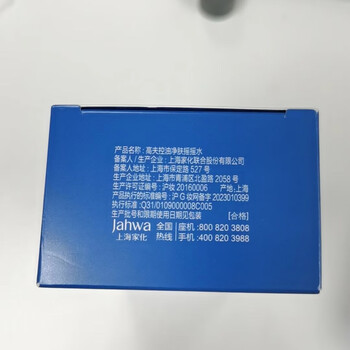 产品名称：高夫控油净肤摇摇水
备案人/生产企业：上海家化联合股份有限公司
备案人地址：上海市保定路527号
生产企业地址：上海市青浦区北盈路2058号
生产许可证编号：沪妆20160006 产地:上海
产品执行的标准编号：沪G妆网备字2023010399
执行标准：Q31/0109000008C005
生产批号和限期使用日期见包装 [合格]
Jahwa 全国 座机:800 820 3808
上海家化 热线 手机:400 820 3988